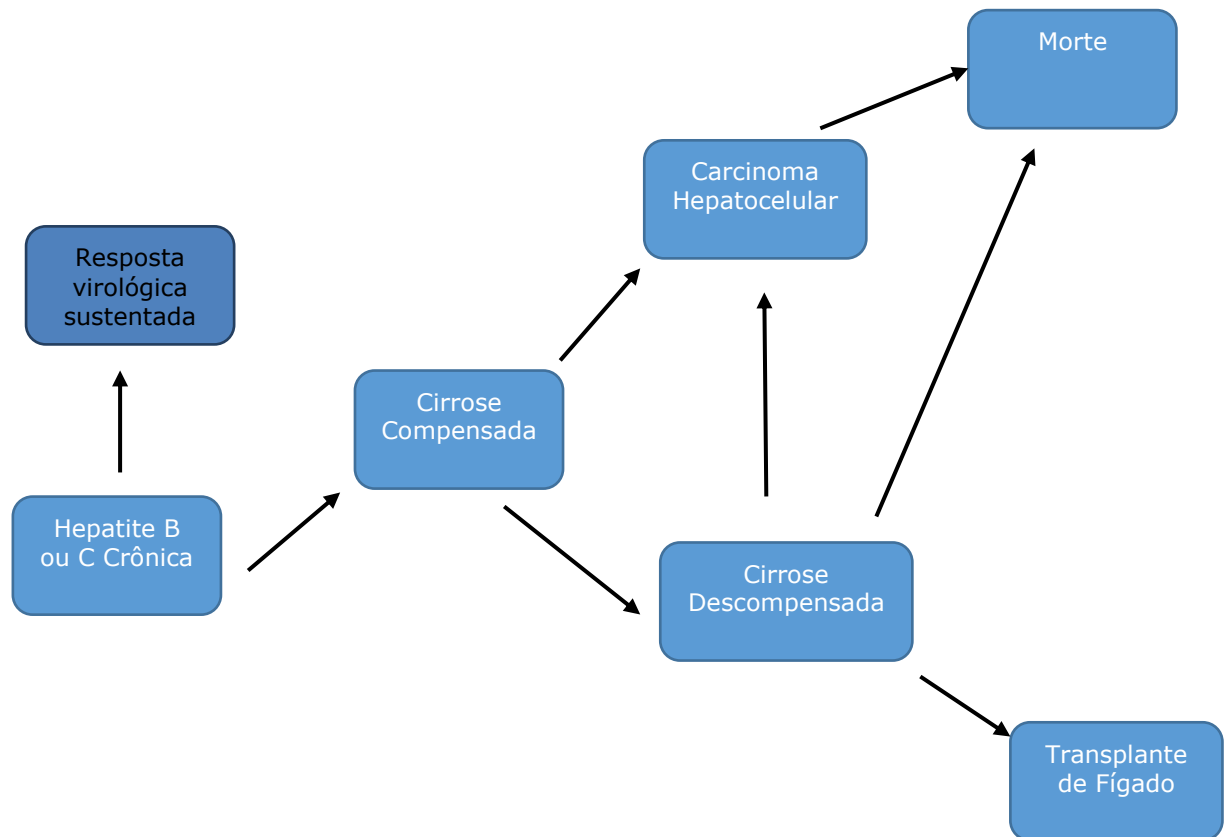 Morte
Carcinoma
Hepatocelular
Resposta
virológica
sustentada
Cirrose
Compensada
Hepatite B
ou C Crônica
Cirrose
Descompensada
Transplante
de Fígado